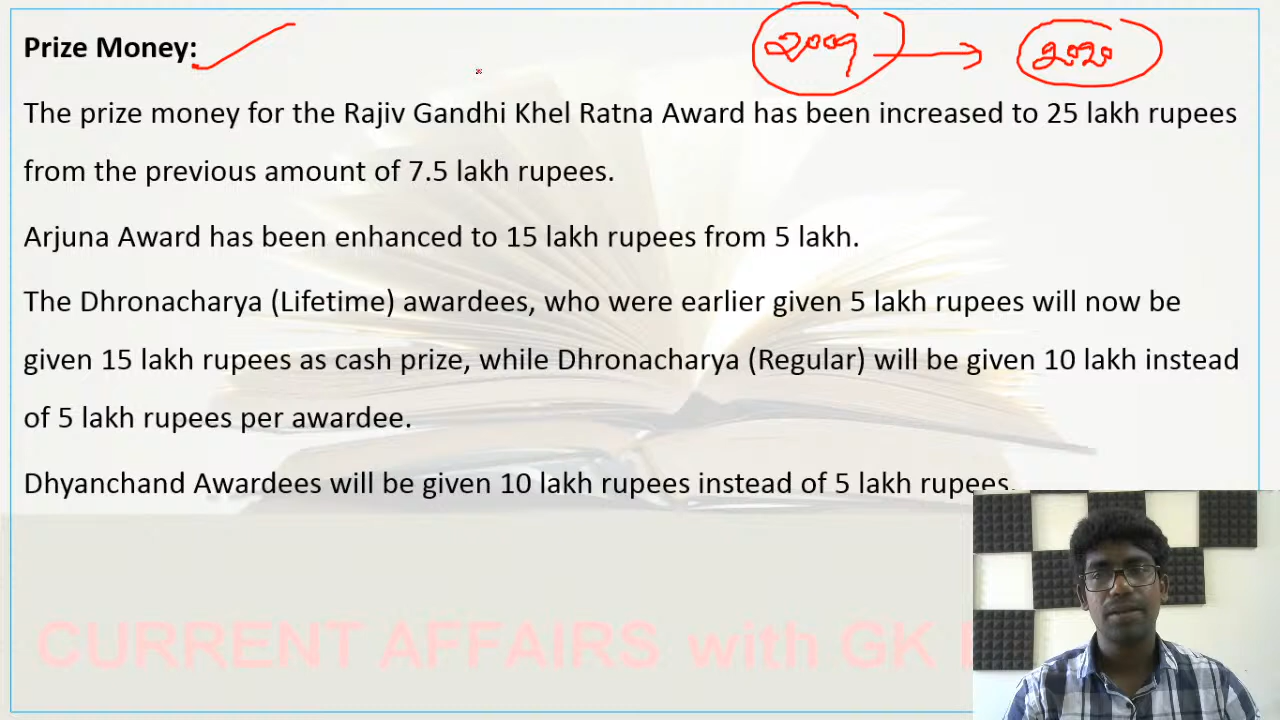 Prize Money:
2009 → 2020
The prize money for the Rajiv Gandhi Khel Ratna Award has been increased to 25 lakh rupees
from the previous amount of 7.5 lakh rupees.
Arjuna Award has been enhanced to 15 lakh rupees from 5 lakh.
The Dhronacharya (Lifetime) awardees, who were earlier given 5 lakh rupees will now be
given 15 lakh rupees as cash prize, while Dhronacharya (Regular) will be given 10 lakh instead
of 5 lakh rupees per awardee.
Dhyanchand Awardees will be given 10 lakh rupees instead of 5 lakh rupees.
CURRENT AFFAIRS with GK